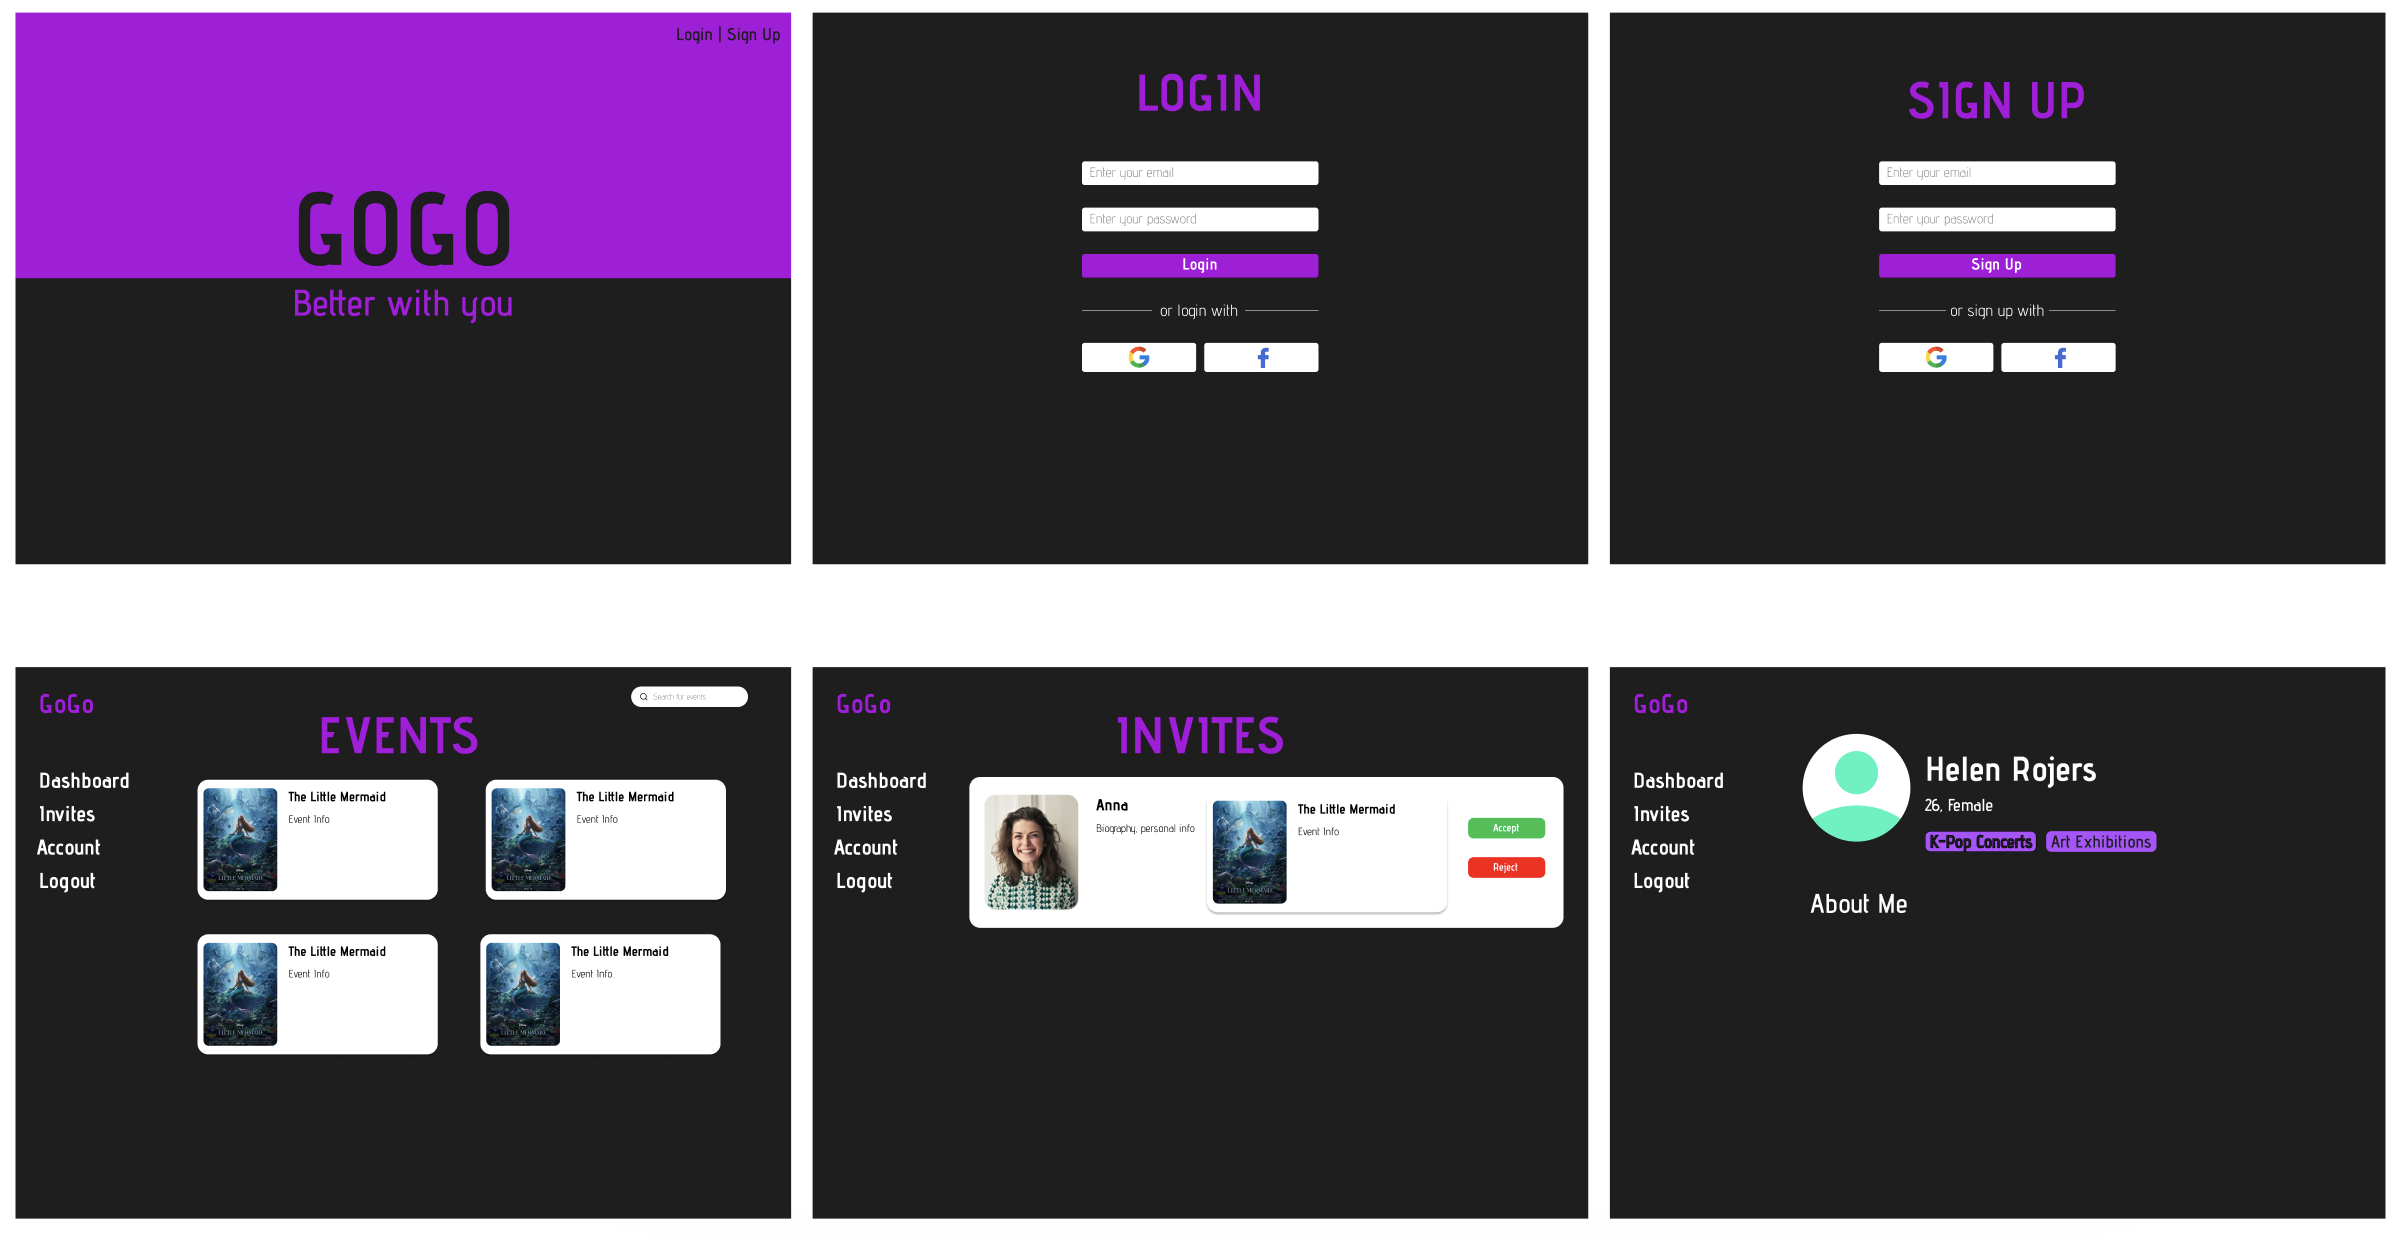 Login | Sign Up
GOGO
Better with you
LOGIN
Enter your email
Enter your password
Login
or login with
G f
SIGN UP
Enter your email
Enter your password
Sign Up
or sign up with
G f
GoGo
Search for events
EVENTS
Dashboard
Invites
Account
Logout
The Little Mermaid
Event Info
The Little Mermaid
Event Info
The Little Mermaid
Event Info
The Little Mermaid
Event Info
GoGo
INVITES
Dashboard
Invites
Account
Logout
Anna
Biography, personal info
The Little Mermaid
Event Info
Accept
Reject
GoGo
Dashboard
Invites
Account
Logout
Helen Rojers
26, Female
K-Pop Concerts
Art Exhibitions
About Me